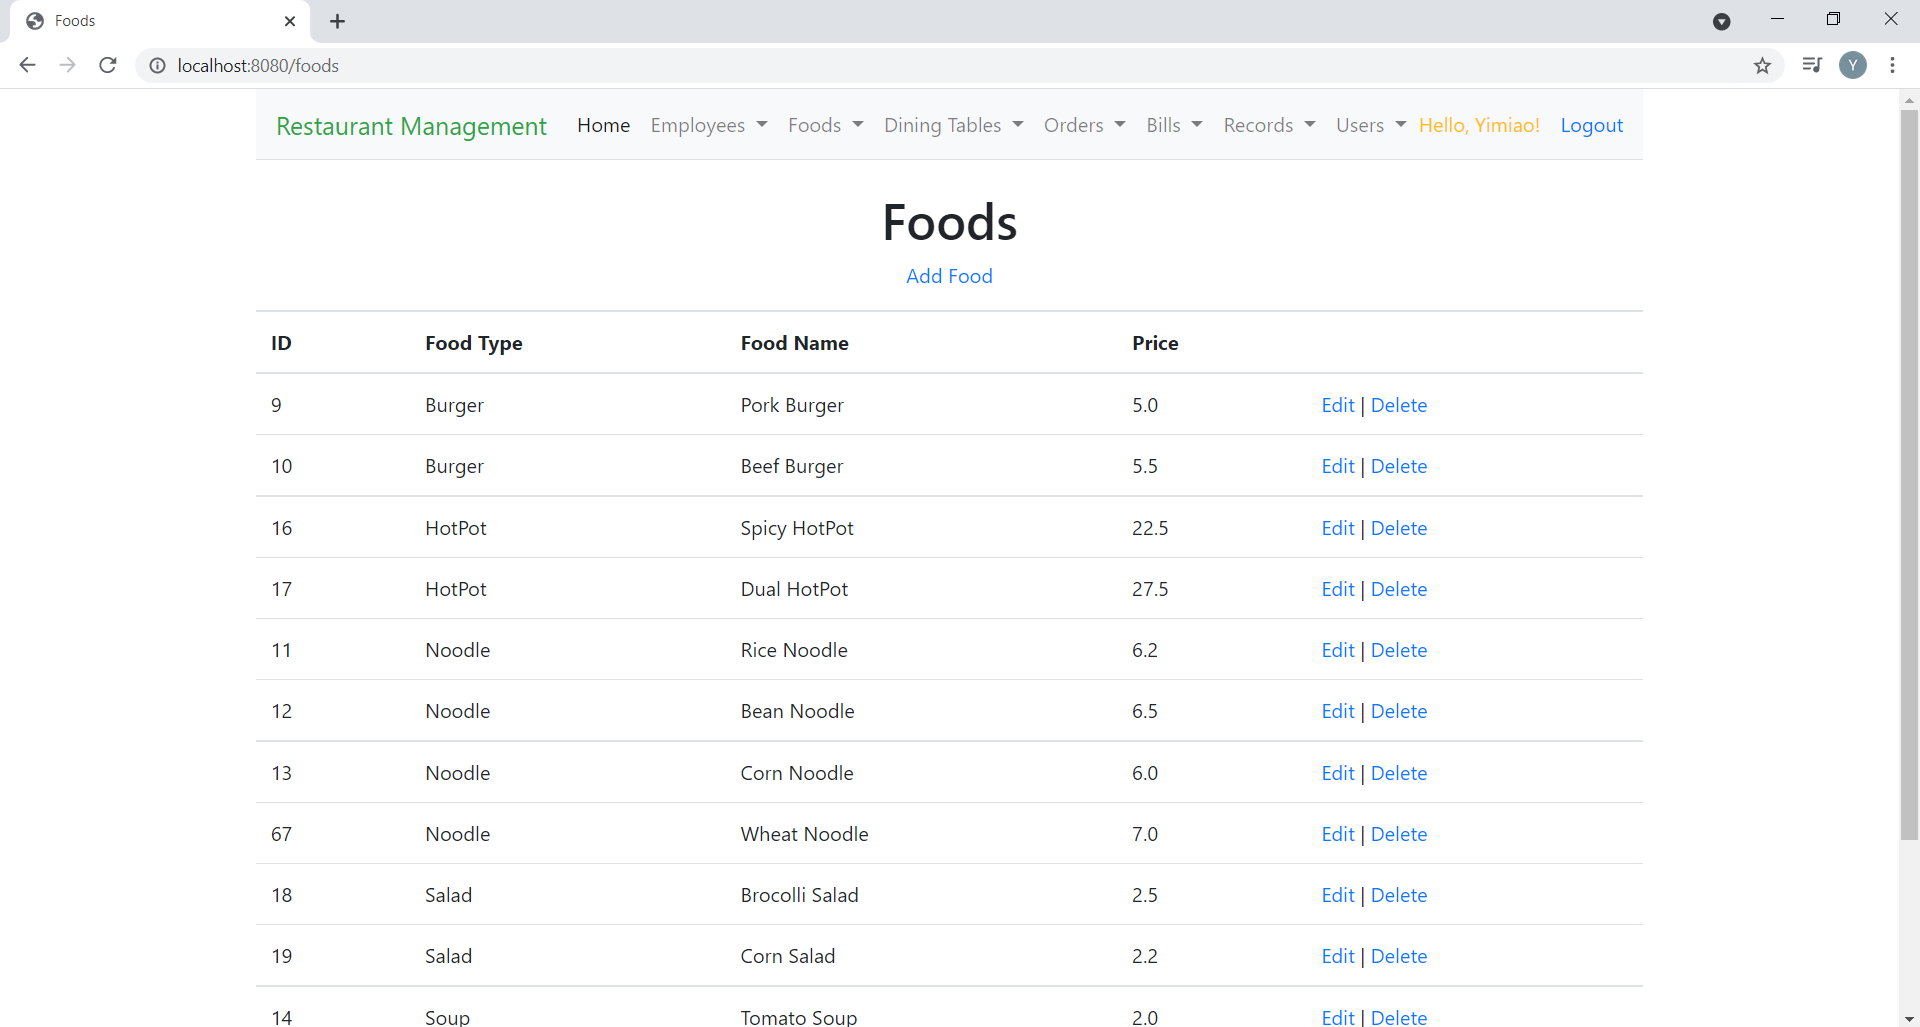 Foods
localhost:8080/foods
Y
Restaurant Management Home Employees Foods Dining Tables Orders Bills Records Users Hello, Yimiao! Logout
Foods
Add Food
ID Food Type Food Name Price
9 Burger Pork Burger 5.0 Edit | Delete
10 Burger Beef Burger 5.5 Edit | Delete
16 HotPot Spicy HotPot 22.5 Edit | Delete
17 HotPot Dual HotPot 27.5 Edit | Delete
11 Noodle Rice Noodle 6.2 Edit | Delete
12 Noodle Bean Noodle 6.5 Edit | Delete
13 Noodle Corn Noodle 6.0 Edit | Delete
67 Noodle Wheat Noodle 7.0 Edit | Delete
18 Salad Brocolli Salad 2.5 Edit | Delete
19 Salad Corn Salad 2.2 Edit | Delete
14 Soup Tomato Soup 2.0 Edit | Delete